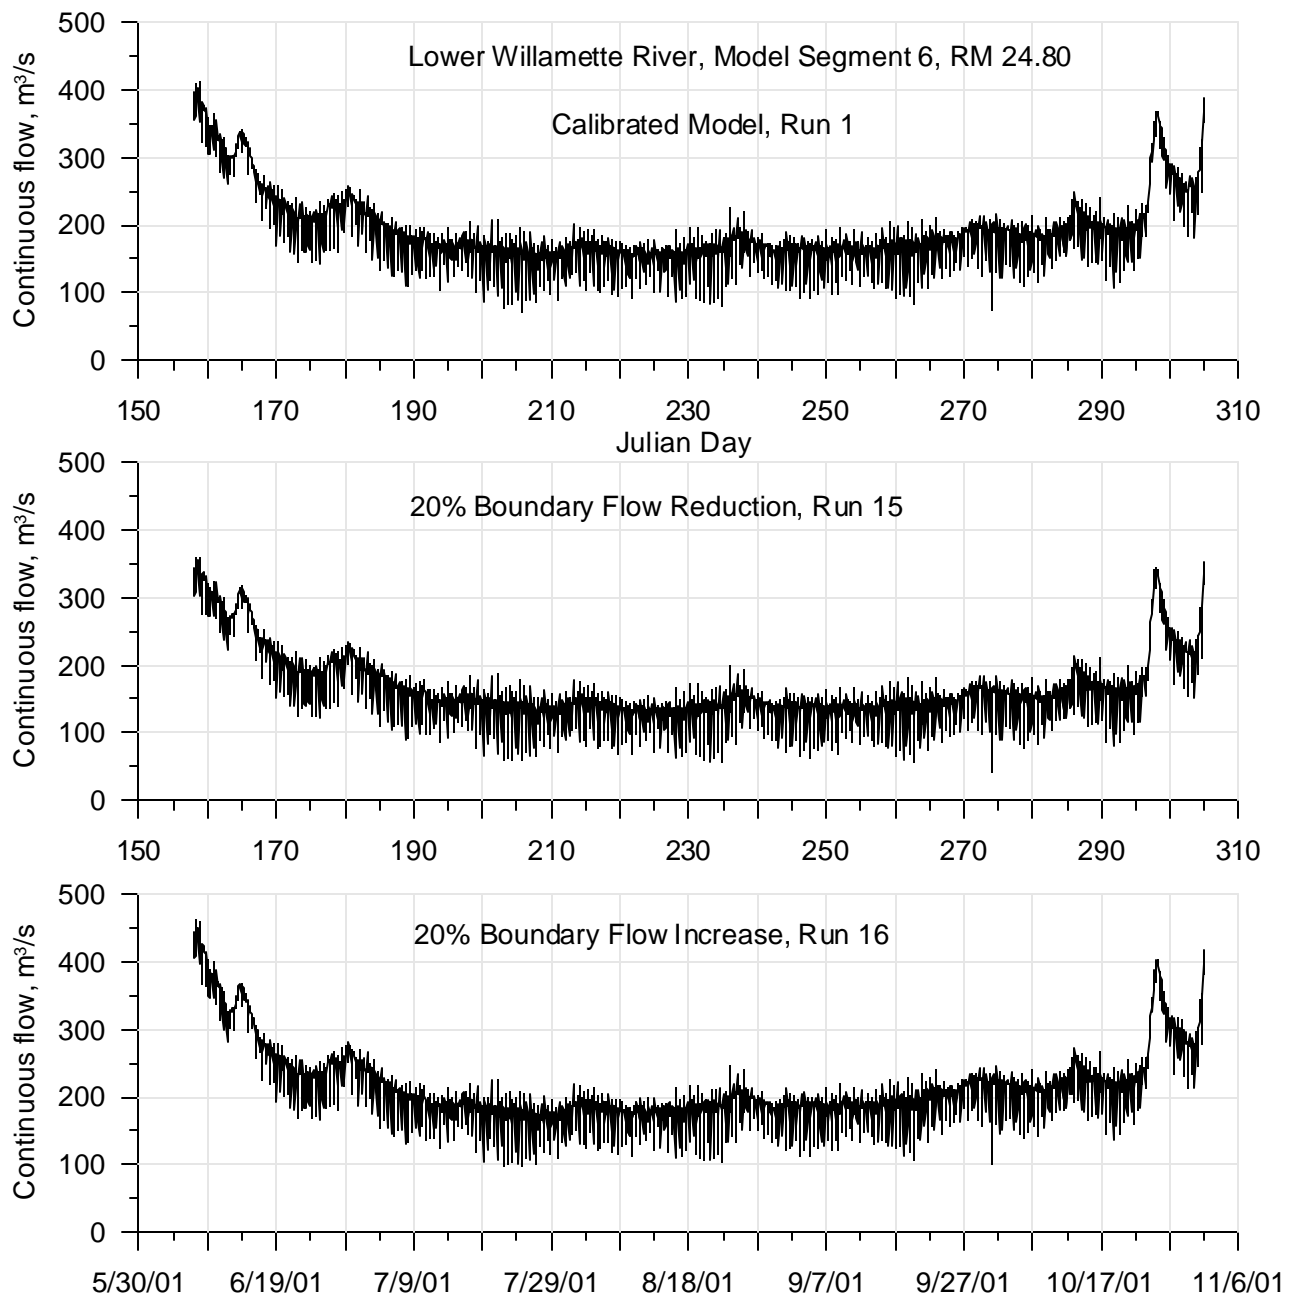 500
400
300
200
100
0
Continuous flow, m³/s
Lower Willamette River, Model Segment 6, RM 24.80
Calibrated Model, Run 1
150 170 190 210 230 250 270 290 310
Julian Day
500
400
300
200
100
0
Continuous flow, m³/s
20% Boundary Flow Reduction, Run 15
150 170 190 210 230 250 270 290 310
500
400
300
200
100
0
Continuous flow, m³/s
20% Boundary Flow Increase, Run 16
5/30/01 6/19/01 7/9/01 7/29/01 8/18/01 9/7/01 9/27/01 10/17/01 11/6/01